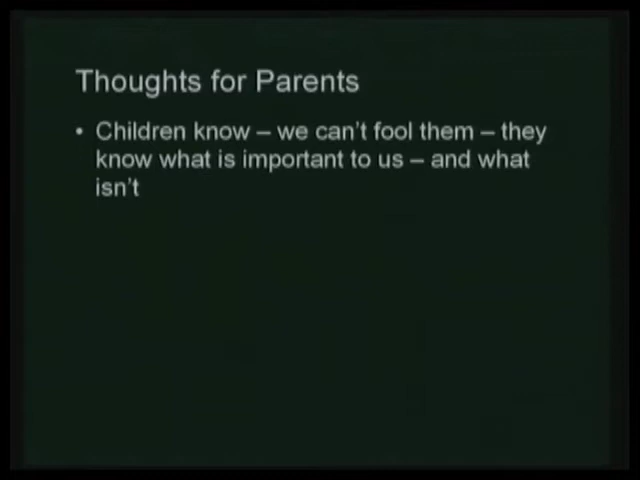 Thoughts for Parents
• Children know – we can't fool them – they
know what is important to us – and what
isn't